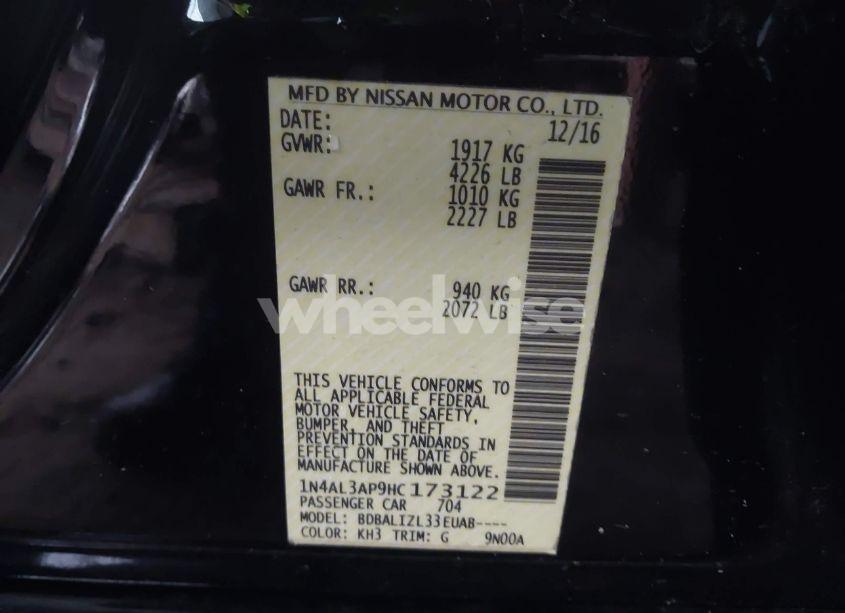 MFD BY NISSAN MOTOR CO., LTD.
DATE: 12/16
GVWR: 1917 KG
4226 LB
GAWR FR.: 1010 KG
2227 LB
GAWR RR.: 940 KG
2072 LB
wheelwise
THIS VEHICLE CONFORMS TO
ALL APPLICABLE FEDERAL
MOTOR VEHICLE SAFETY,
BUMPER, AND THEFT
PREVENTION STANDARDS IN
EFFECT ON THE DATE OF
MANUFACTURE SHOWN ABOVE.
1N4AL3AP9HC173122
PASSENGER CAR 704
MODEL: BDBALIZL33EUAB----
COLOR: KH3 TRIM: G 9N00A